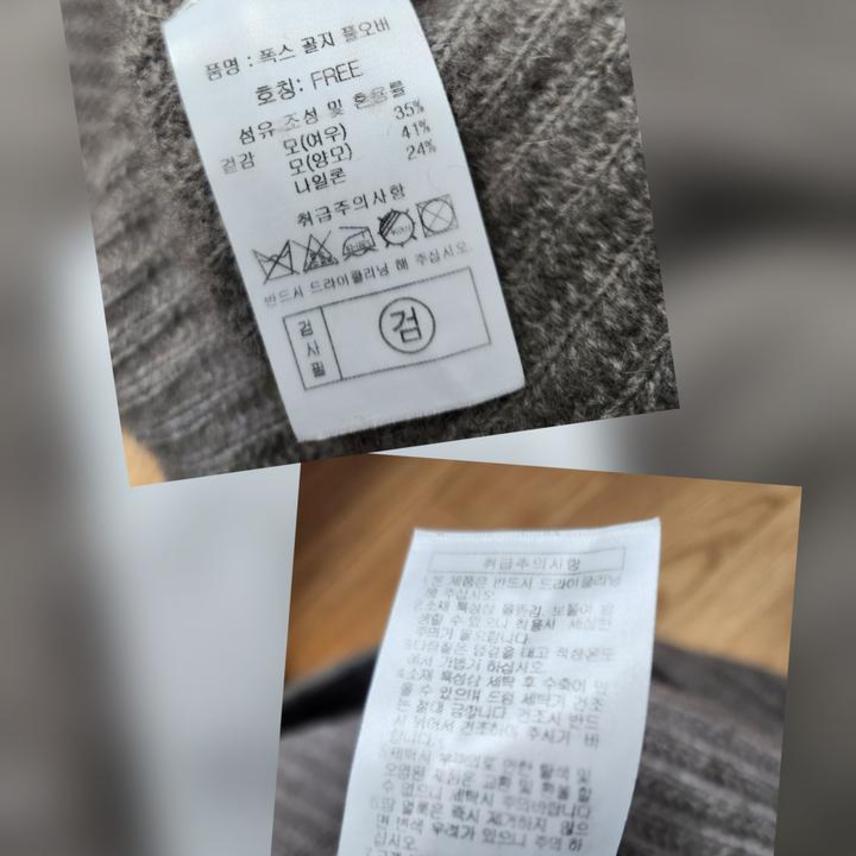 품명 : 폭스 골지 풀오버
호칭: FREE
섬유 조성 및 혼용률
겉감 모(여우) 35%
모(양모) 41%
나일론 24%
취급주의사항
반드시 드라이클리닝 해 주십시오.
검사필
검
취급주의사항
1.본 제품은 반드시 드라이클리닝
해 주십시오
2.소재 특성상 올뜯김, 보풀이 발
생할 수 있으니 착용시 세심한
주의가 필요합니다.
3.다림질은 덧감을 대고 적정온도
에서 가볍게 하십시오
4.소재 특성상 세탁 후 수축이 있
을 수 있으며 드럼 세탁기 건조
는 절대 금합니다. 건조시 반드
시 뉘어서 건조하여 주시기 바
랍니다.
5.세탁시 부주의로 인한 탈색 및
오염된 제품은 교환 및 환불 할
수 없으니 세탁시 주의바랍니다
6.땀 얼룩은 즉시 제거하지 않으
면 변색 우려가 있으니 주의 하
십시오